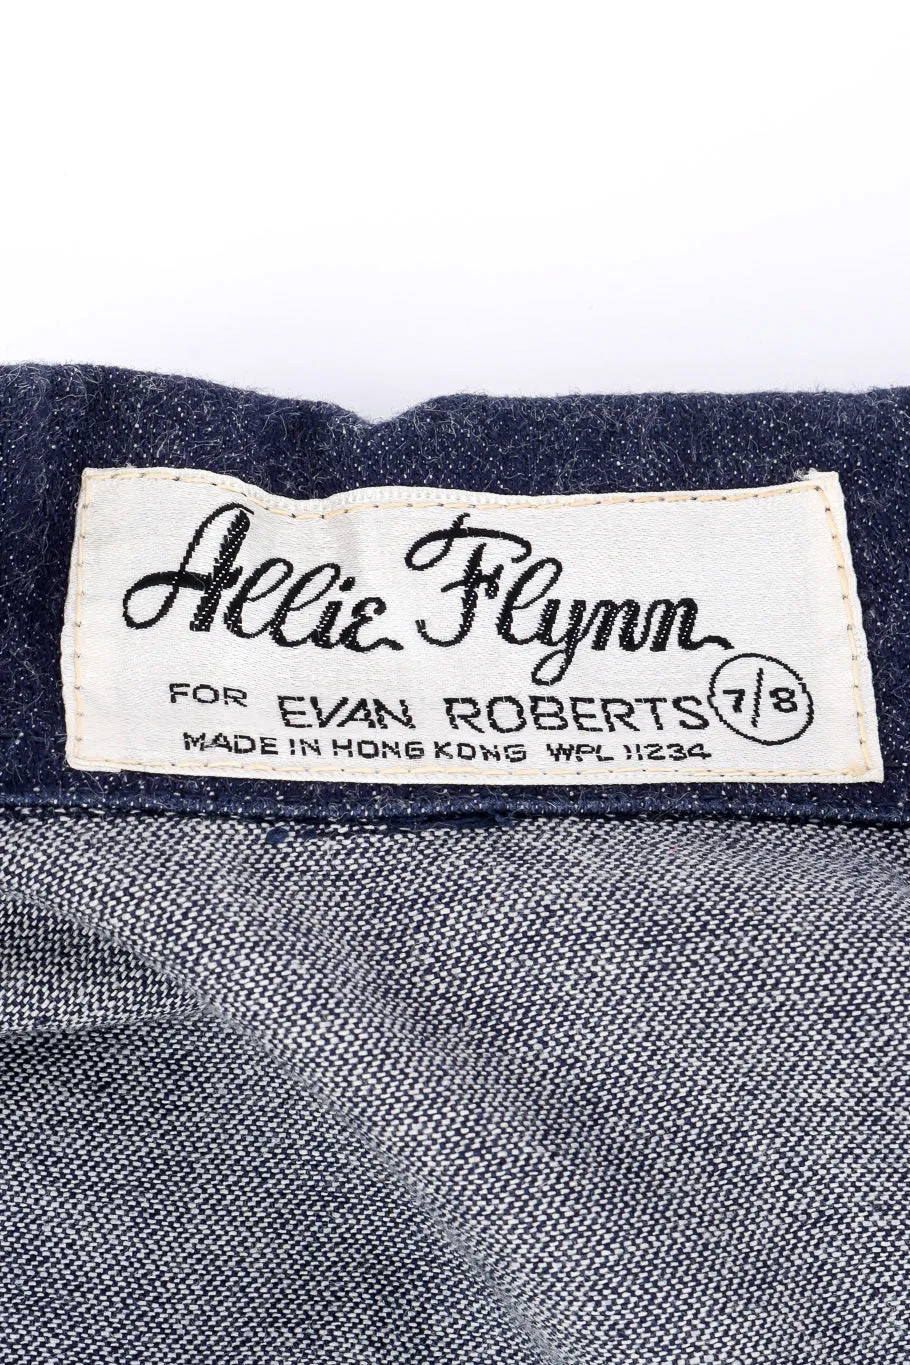 Allie Flynn
FOR EVAN ROBERTS 7/8
MADE IN HONG KONG WPL 11234